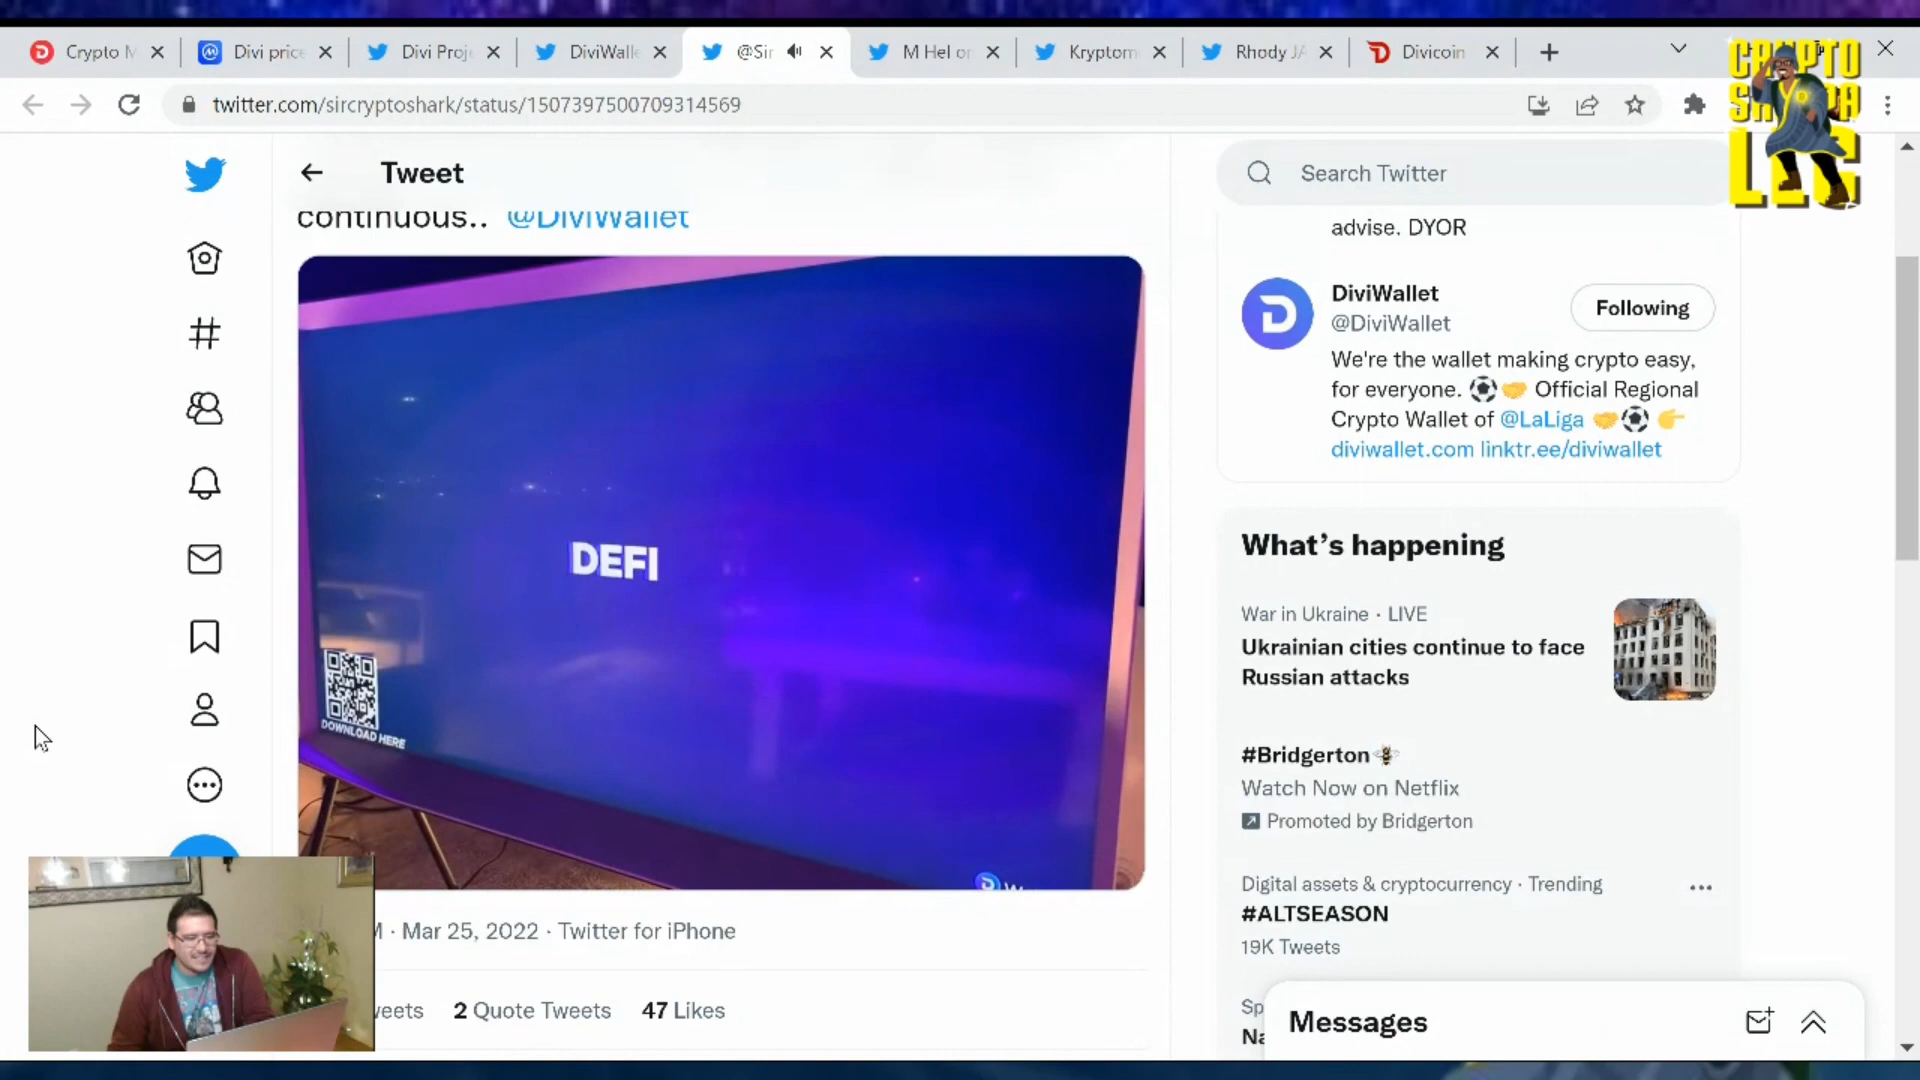 Crypto M
Divi price
Divi Proj
DiviWalle
@Sir
M Hel or
Kryptom
Rhody JA
Divicoin
twitter.com/sircryptoshark/status/1507397500709314569
CRYPTO
LLC
Tweet
Search Twitter
continuous.. @DiviWallet
advise. DYOR
DiviWallet
@DiviWallet
Following
We're the wallet making crypto easy,
for everyone. ⚽🤝 Official Regional
Crypto Wallet of @LaLiga 🤝⚽ 👉
diviwallet.com linktr.ee/diviwallet
DEFI
DOWNLOAD HERE
What's happening
War in Ukraine · LIVE
Ukrainian cities continue to face
Russian attacks
#Bridgerton🐝
Watch Now on Netflix
Promoted by Bridgerton
Digital assets & cryptocurrency · Trending
#ALTSEASON
19K Tweets
Sp
Na
M · Mar 25, 2022 · Twitter for iPhone
weets 2 Quote Tweets 47 Likes
Messages